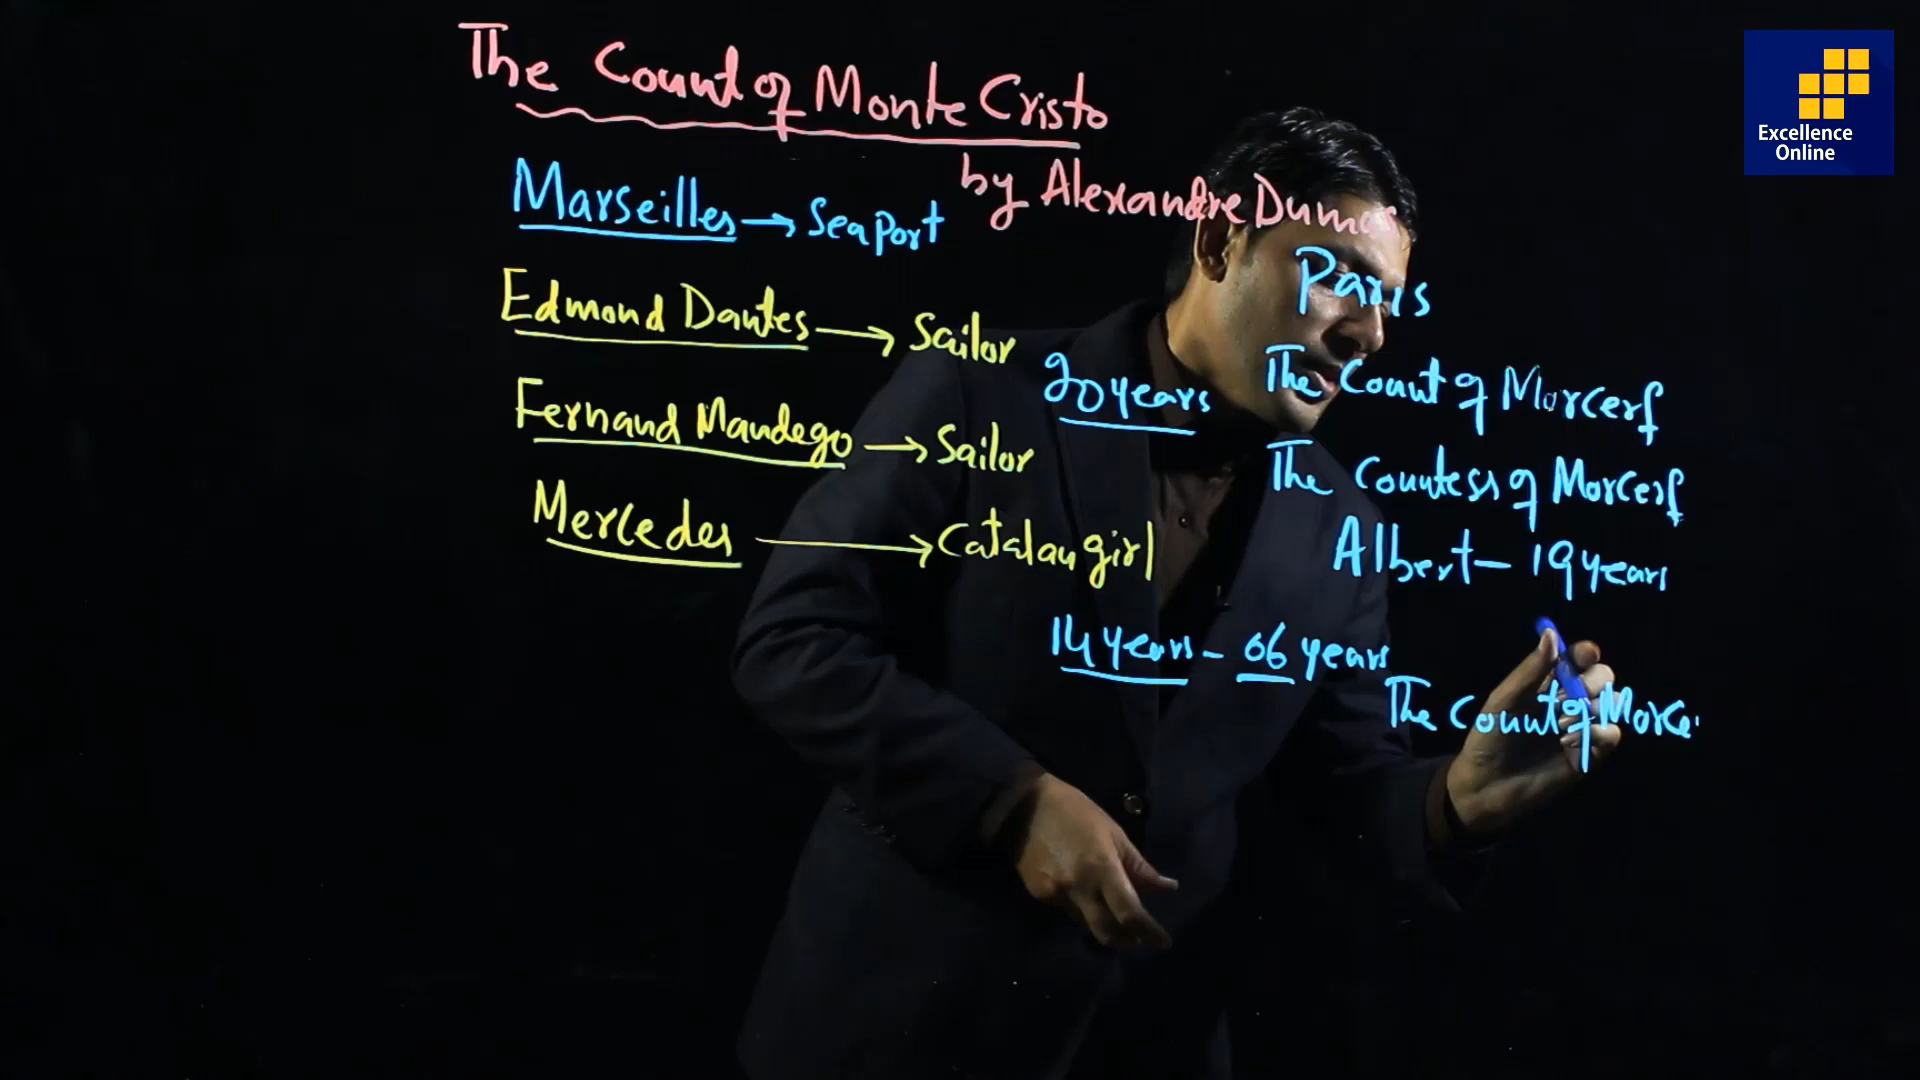 The Count of Monte Cristo
by Alexandre Dumas
Marseilles → Seaport
Edmond Dantes → Sailor
Fernand Mandego → Sailor
Mercedes → Catalan girl
20 years
Paris
The Count of Morcerf
The Countess of Morcerf
Albert - 19 years
14 years - 06 years
The Count of Morce
Excellence
Online